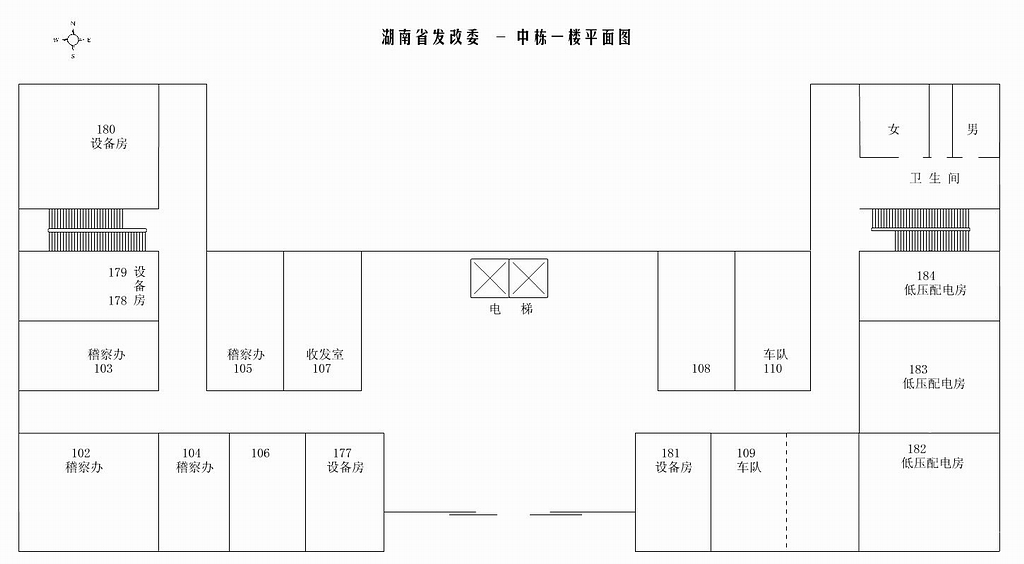 湖南省发改委 — 中栋一楼平面图
N
W E
S
180
设备房
女
男
卫 生 间
179 设
备
178 房
184
低压配电房
电 梯
稽察办
103
稽察办
105
收发室
107
108
车队
110
183
低压配电房
102
稽察办
104
稽察办
106
177
设备房
181
设备房
109
车队
182
低压配电房